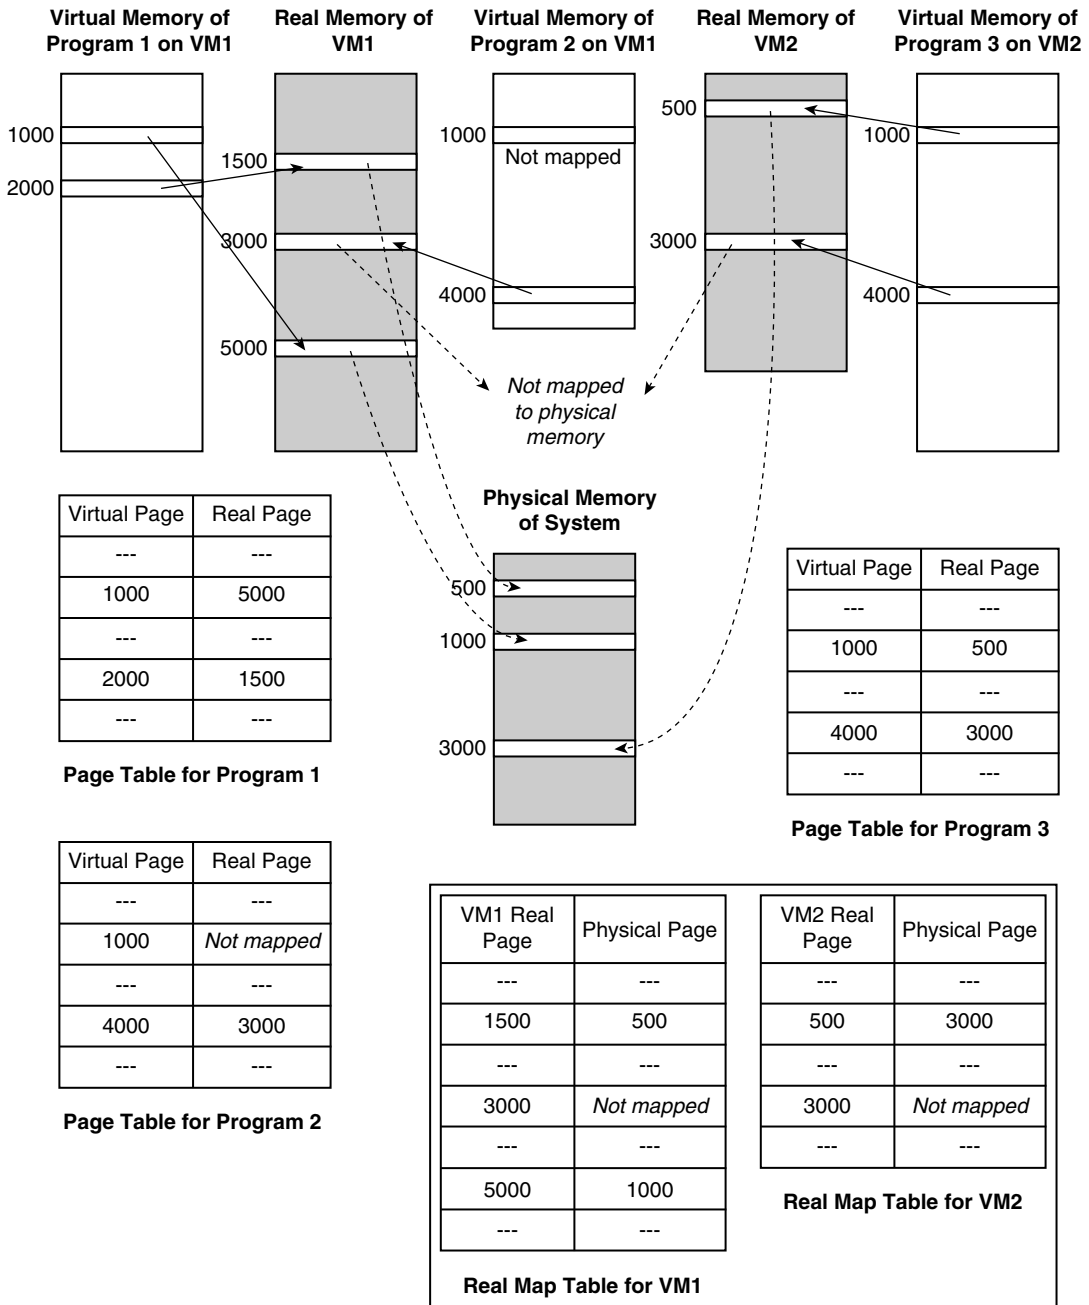 Virtual Memory of
Program 1 on VM1
Real Memory of
VM1
Virtual Memory of
Program 2 on VM1
Real Memory of
VM2
Virtual Memory of
Program 3 on VM2
1000
2000
1500
3000
5000
1000
Not mapped
4000
500
3000
1000
4000
Not mapped
to physical
memory
Physical Memory
of System
500
1000
3000
Virtual Page Real Page
--- ---
1000 5000
--- ---
2000 1500
--- ---
Page Table for Program 1
Virtual Page Real Page
--- ---
1000 500
--- ---
4000 3000
--- ---
Page Table for Program 3
Virtual Page Real Page
--- ---
1000 Not mapped
--- ---
4000 3000
--- ---
Page Table for Program 2
VM1 Real
Page
Physical Page
--- ---
1500 500
--- ---
3000 Not mapped
--- ---
5000 1000
--- ---
Real Map Table for VM1
VM2 Real
Page
Physical Page
--- ---
500 3000
--- ---
3000 Not mapped
--- ---
Real Map Table for VM2